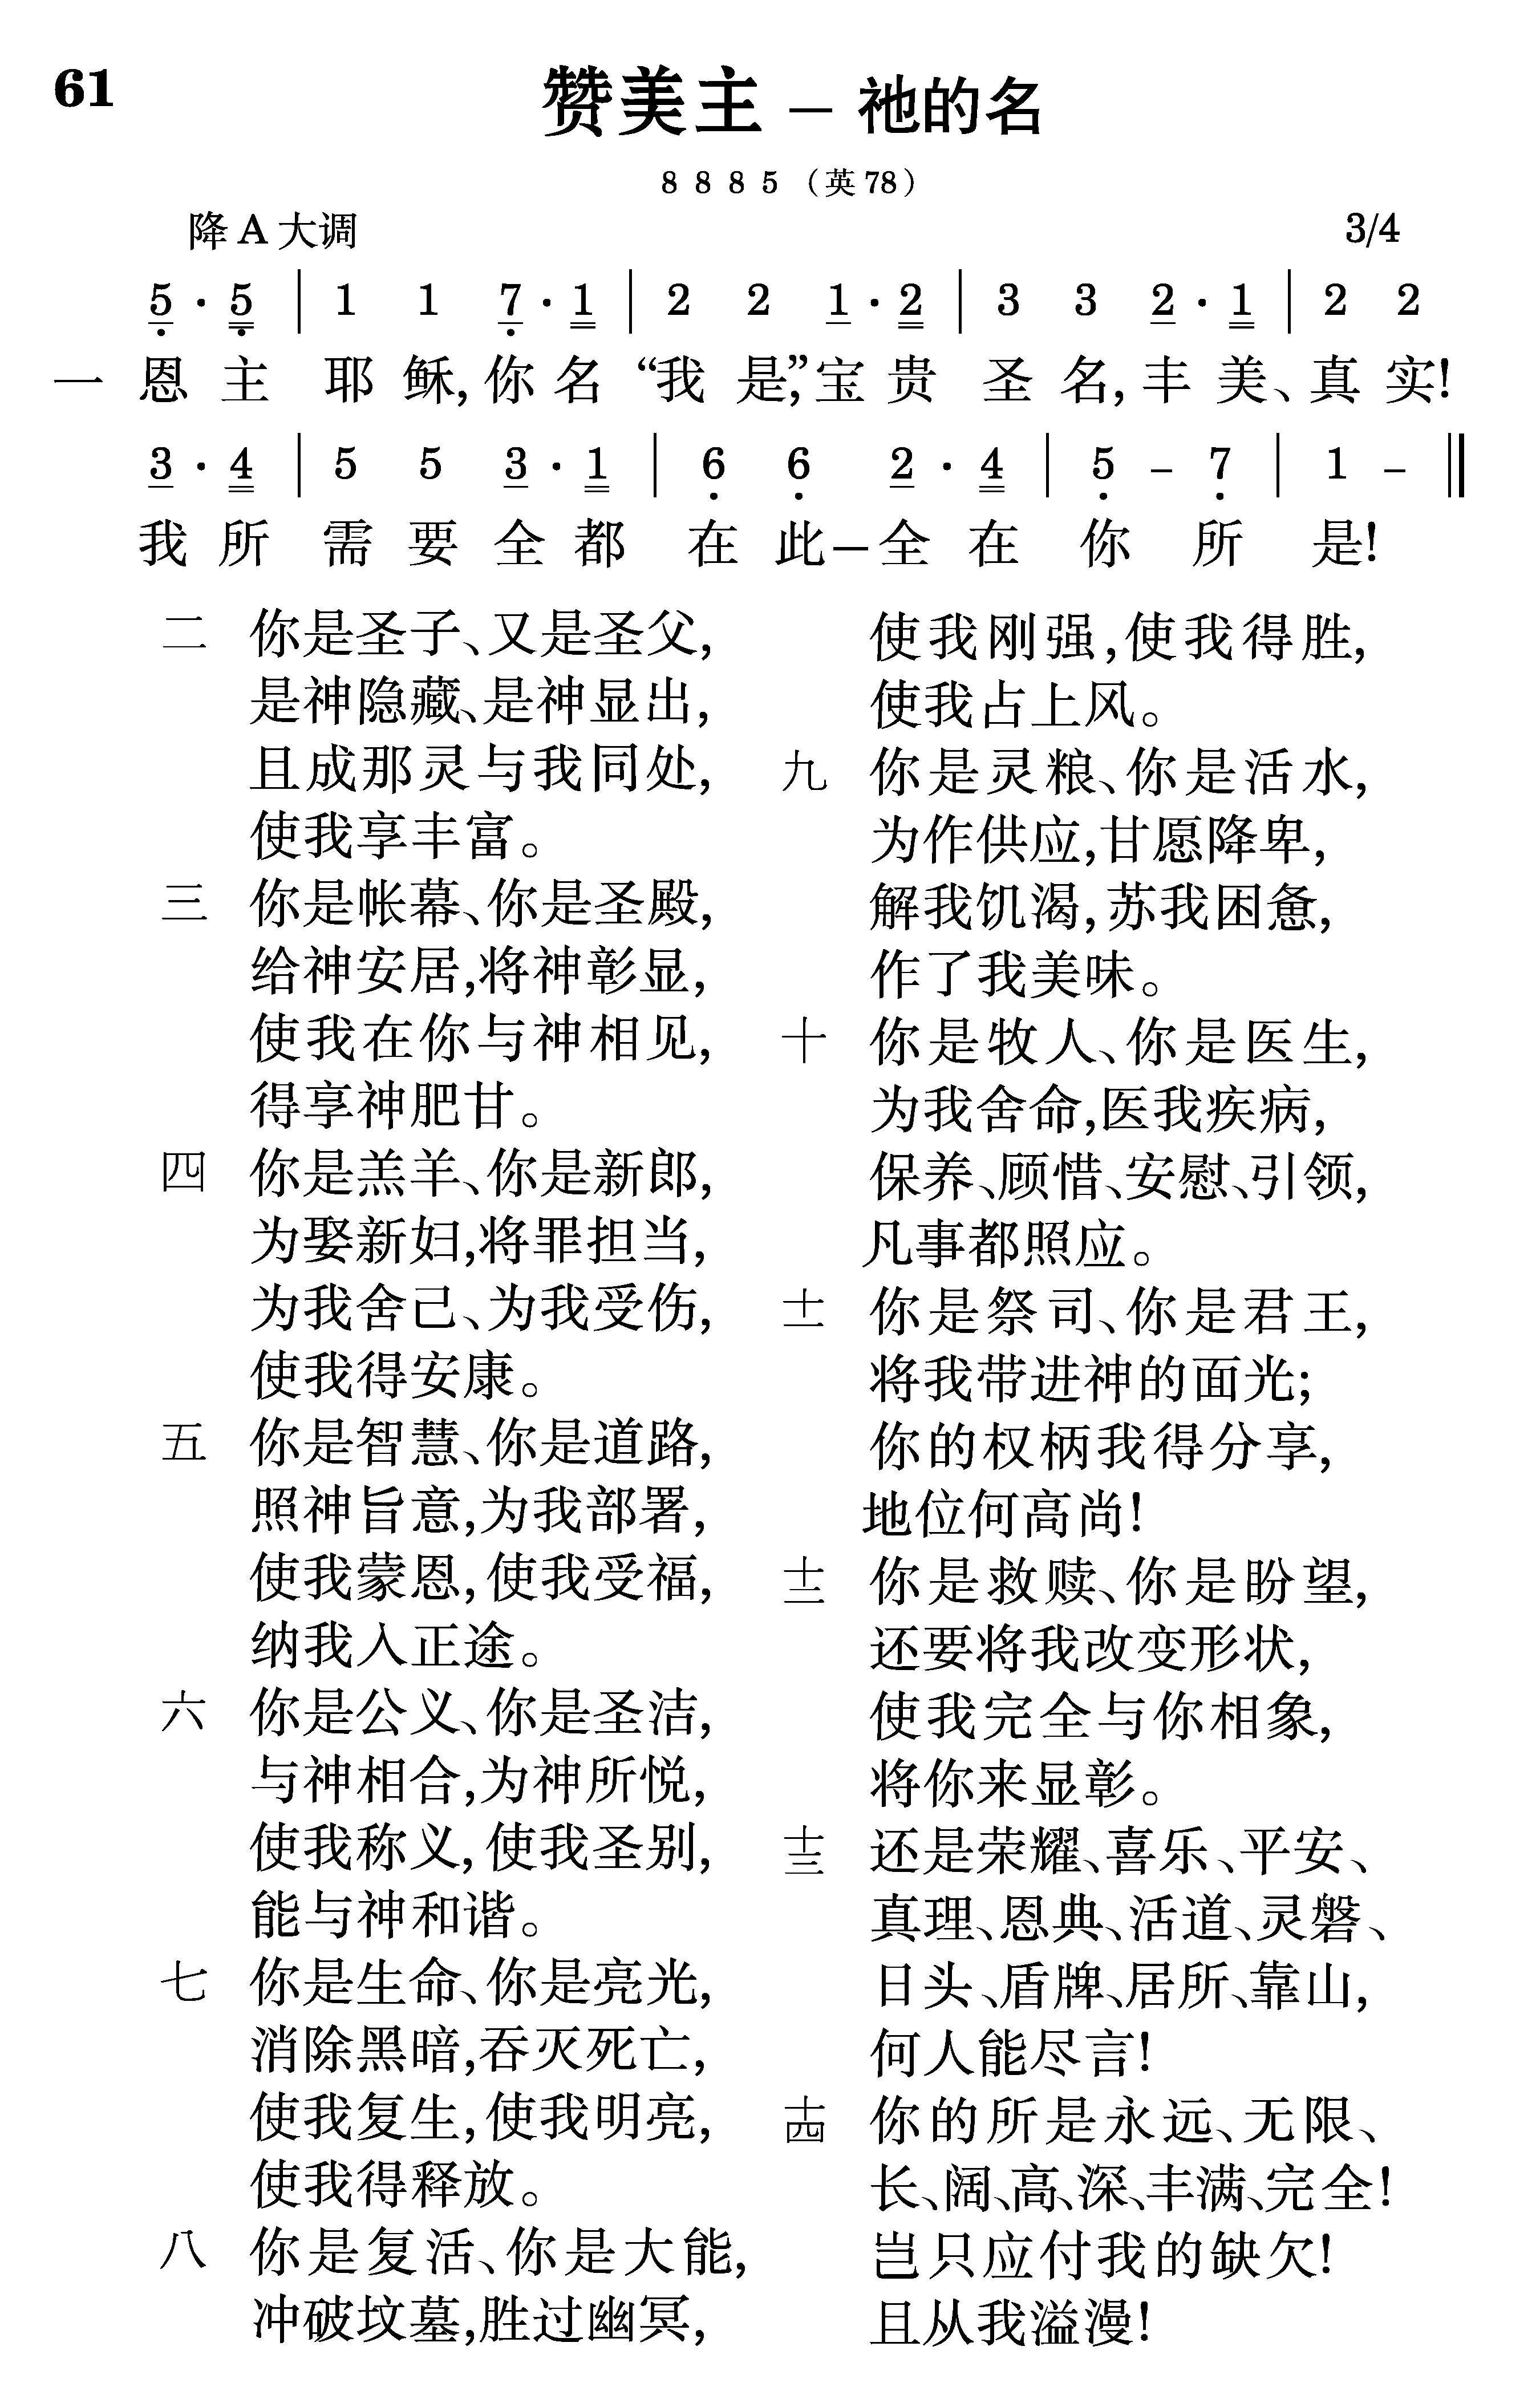 61
赞美主 – 祂的名
8 8 8 5 （英 78）
降 A 大调 3/4
5 · 5 | 1 1 7 · 1 | 2 2 1 · 2 | 3 3 2 · 1 | 2 2
一 恩 主 耶 稣, 你 名 “我 是,” 宝 贵 圣 名, 丰 美、真 实!
3 · 4 | 5 5 3 · 1 | 6 6 2 · 4 | 5 – 7 | 1 – ‖
我 所 需 要 全 都 在 此 – 全 在 你 所 是!
二 你是圣子、又是圣父,
是神隐藏、是神显出,
且成那灵与我同处,
使我享丰富。
三 你是帐幕、你是圣殿,
给神安居,将神彰显,
使我在你与神相见,
得享神肥甘。
四 你是羔羊、你是新郎,
为娶新妇,将罪担当,
为我舍己、为我受伤,
使我得安康。
五 你是智慧、你是道路,
照神旨意,为我部署,
使我蒙恩,使我受福,
纳我入正途。
六 你是公义、你是圣洁,
与神相合,为神所悦,
使我称义,使我圣别,
能与神和谐。
七 你是生命、你是亮光,
消除黑暗,吞灭死亡,
使我复生,使我明亮,
使我得释放。
八 你是复活、你是大能,
冲破坟墓,胜过幽冥,
使我刚强,使我得胜,
使我占上风。
九 你是灵粮、你是活水,
为作供应,甘愿降卑,
解我饥渴,苏我困惫,
作了我美味。
十 你是牧人、你是医生,
为我舍命,医我疾病,
保养、顾惜、安慰、引领,
凡事都照应。
十一 你是祭司、你是君王,
将我带进神的面光;
你的权柄我得分享,
地位何高尚!
十二 你是救赎、你是盼望,
还要将我改变形状,
使我完全与你相象,
将你来显彰。
十三 还是荣耀、喜乐、平安、
真理、恩典、活道、灵磐、
日头、盾牌、居所、靠山,
何人能尽言!
十四 你的所是永远、无限、
长、阔、高、深、丰满、完全!
岂只应付我的缺欠!
且从我溢漫!